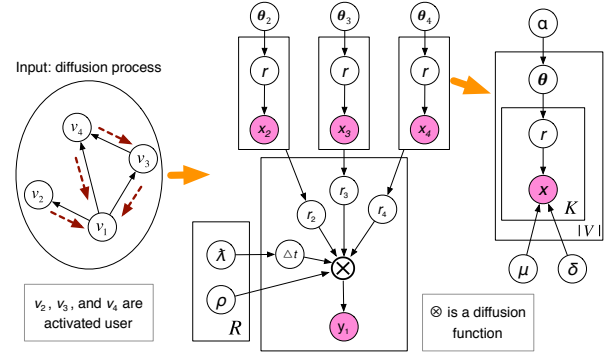 Input: diffusion process
v4
v3
v2
v1
v2, v3, and v4 are
activated user
θ2
θ3
θ4
r
r
r
x2
x3
x4
r2
r3
r4
ƛ
△t
ρ
R
⊗
y1
⊗ is a diffusion
function
α
θ
r
x
K
|V|
μ
δ